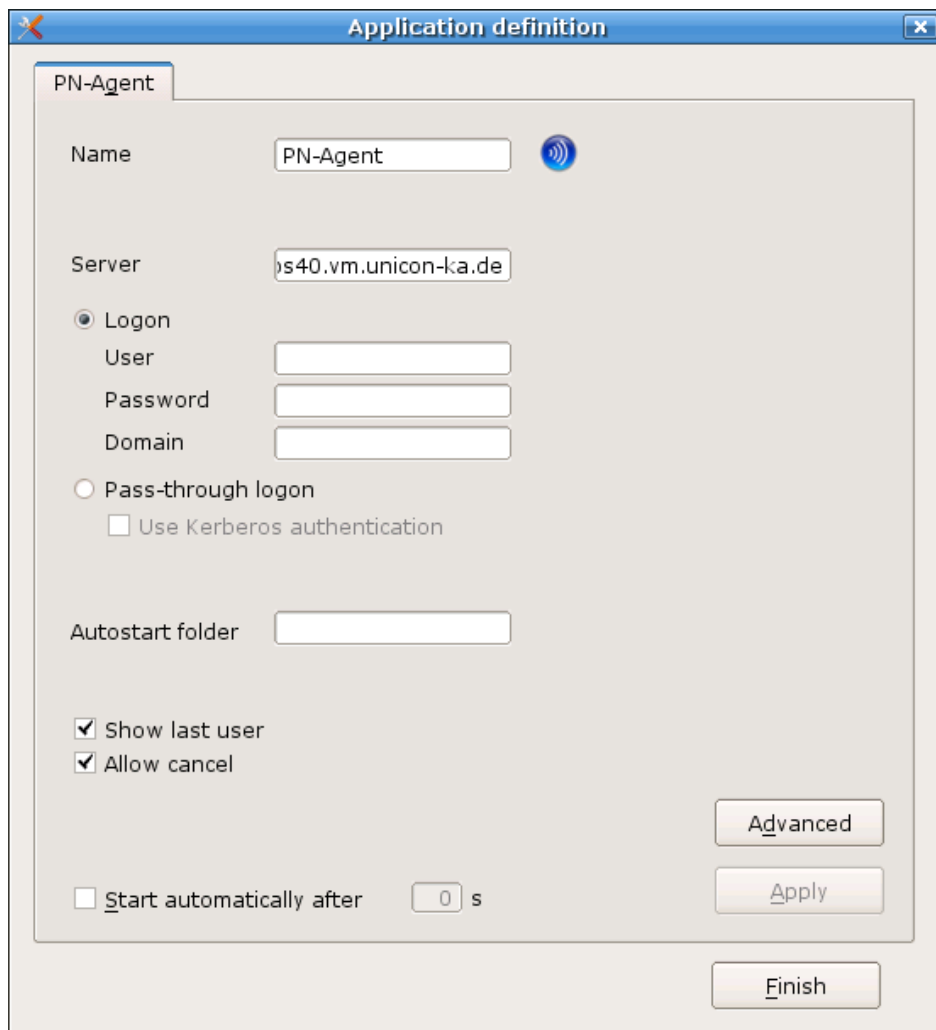 Application definition
PN-Agent
Name PN-Agent
Server ps40.vm.unicon-ka.de
Logon
User
Password
Domain
Pass-through logon
Use Kerberos authentication
Autostart folder
Show last user
Allow cancel
Advanced
Start automatically after 0 s
Apply
Finish